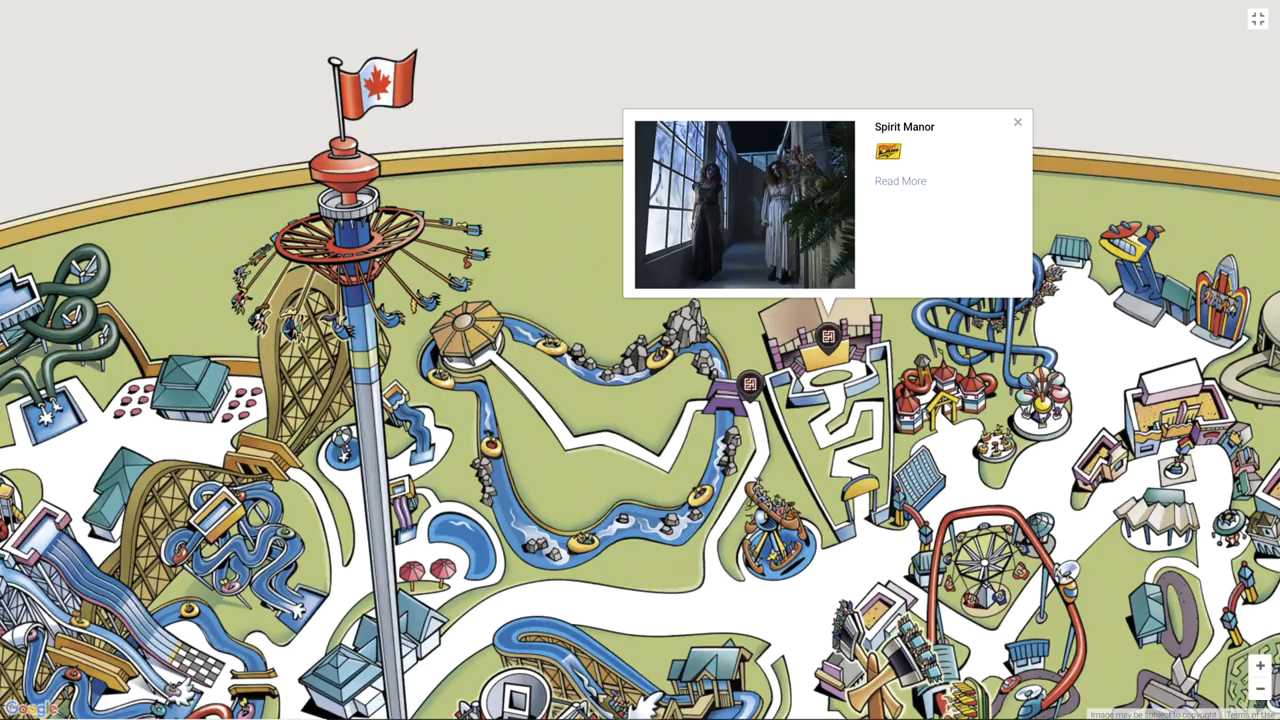 Spirit Manor
Read More
Google
Image may be subject to copyright
Terms of Use